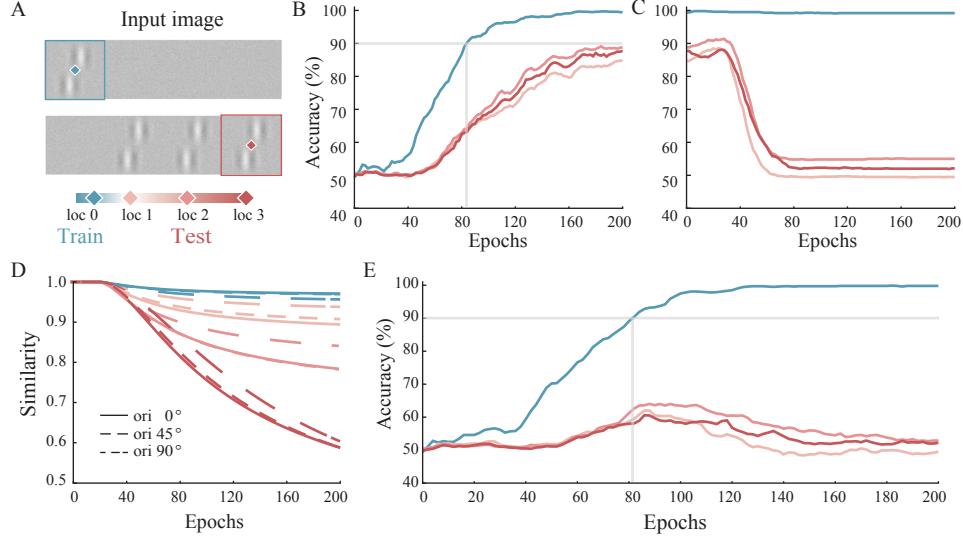 A
Input image
loc 0
loc 1
loc 2
loc 3
Train
Test
B
Accuracy (%)
100
90
80
70
60
50
40
0
40
80
120
160
200
Epochs
C
100
90
80
70
60
50
40
0
40
80
120
160
200
Epochs
D
Similarity
1.0
0.9
0.8
0.7
0.6
0.5
ori 0°
ori 45°
ori 90°
0
40
80
120
160
200
Epochs
E
Accuracy (%)
100
90
80
70
60
50
40
0
20
40
60
80
100
120
140
160
180
200
Epochs